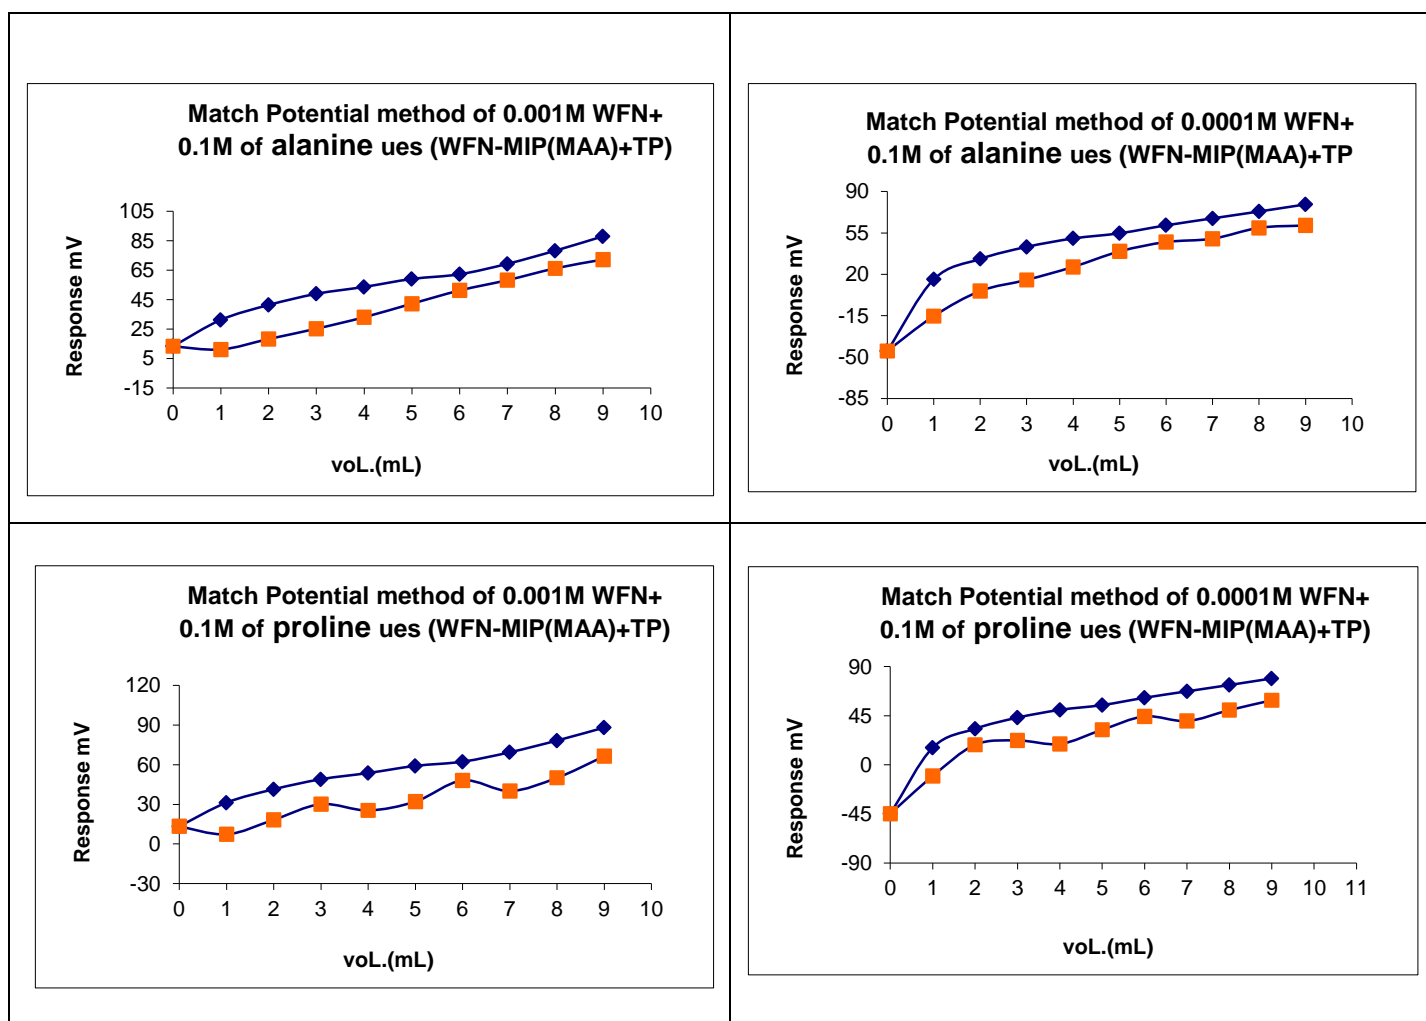 Match Potential method of 0.001M WFN+
0.1M of alanine ues (WFN-MIP(MAA)+TP)
105
85
65
45
25
5
-15
Response mV
0 1 2 3 4 5 6 7 8 9 10
voL.(mL)
Match Potential method of 0.0001M WFN+
0.1M of alanine ues (WFN-MIP(MAA)+TP
90
55
20
-15
-50
-85
Response mV
0 1 2 3 4 5 6 7 8 9 10
voL.(mL)
Match Potential method of 0.001M WFN+
0.1M of proline ues (WFN-MIP(MAA)+TP)
120
90
60
30
0
-30
Response mV
0 1 2 3 4 5 6 7 8 9 10
voL.(mL)
Match Potential method of 0.0001M WFN+
0.1M of proline ues (WFN-MIP(MAA)+TP)
90
45
0
-45
-90
Response mV
0 1 2 3 4 5 6 7 8 9 10 11
voL.(mL)